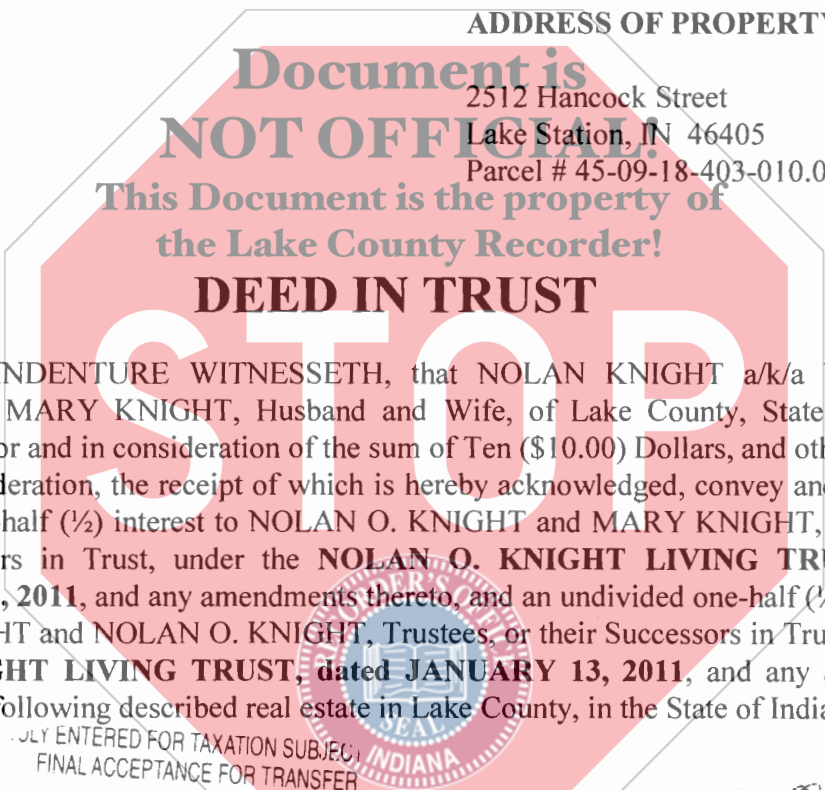 ADDRESS OF PROPERTY
Document is
2512 Hancock Street
NOT OFFICIAL!
Lake Station, IN 46405
Parcel # 45-09-18-403-010.0
This Document is the property of
the Lake County Recorder!
DEED IN TRUST
STOP
NDENTURE WITNESSETH, that NOLAN KNIGHT a/k/a
MARY KNIGHT, Husband and Wife, of Lake County, State
or and in consideration of the sum of Ten ($10.00) Dollars, and oth
deration, the receipt of which is hereby acknowledged, convey and
half (½) interest to NOLAN O. KNIGHT and MARY KNIGHT,
rs in Trust, under the NOLAN O. KNIGHT LIVING TRU
, 2011, and any amendments thereto, and an undivided one-half (
HT and NOLAN O. KNIGHT, Trustees, or their Successors in Tru
GHT LIVING TRUST, dated JANUARY 13, 2011, and any
following described real estate in Lake County, in the State of India
RECORDER'S OFFICE
SEAL
INDIANA
LY ENTERED FOR TAXATION SUBJECT
FINAL ACCEPTANCE FOR TRANSFER